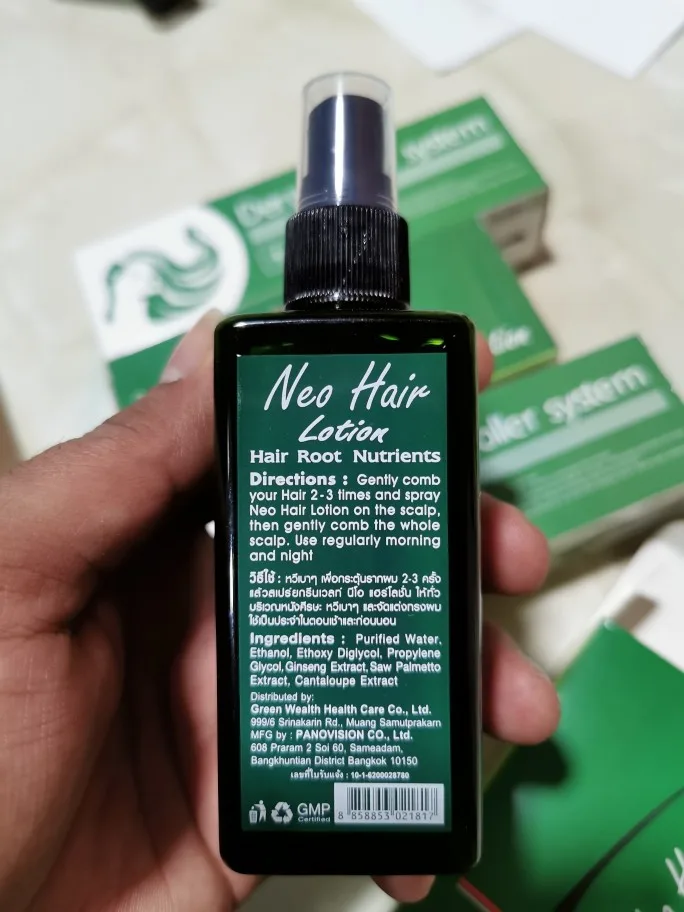 system
Neo Hair
Lotion
Hair Root Nutrients
Directions : Gently comb
your Hair 2-3 times and spray
Neo Hair Lotion on the scalp,
then gently comb the whole
scalp. Use regularly morning
and night
วิธีใช้ : หวีเบาๆ เพื่อกระตุ้นรากผม 2-3 ครั้ง
แล้วสเปรย์กรีนเวลท์ นีโอ แฮร์โลชั่น ให้ทั่ว
บริเวณหนังศีรษะ หวีเบาๆ และจัดแต่งทรงผม
ใช้เป็นประจำในตอนเช้าและก่อนนอน
Ingredients : Purified Water,
Ethanol, Ethoxy Diglycol, Propylene
Glycol, Ginseng Extract, Saw Palmetto
Extract, Cantaloupe Extract
Distributed by:
Green Wealth Health Care Co., Ltd.
999/6 Srinakarin Rd., Muang Samutprakarn
MFG by : PANOVISION CO., Ltd.
608 Praram 2 Soi 60, Sameadam,
Bangkhuntian District Bangkok 10150
เลขที่ใบรับแจ้ง : 10-1-6200028780
GMP
Certified
8 858853 021817
oller system